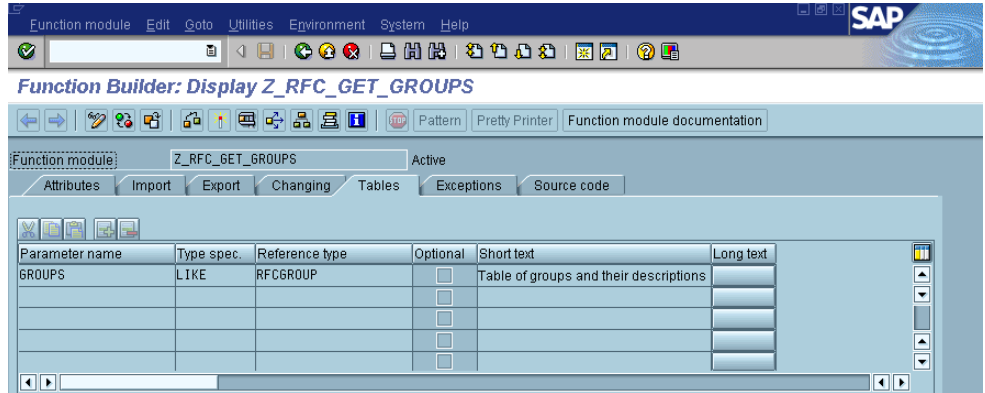 Function module Edit Goto Utilities Environment System Help
SAP
Function Builder: Display Z_RFC_GET_GROUPS
STOP Pattern Pretty Printer Function module documentation
Function module Z_RFC_GET_GROUPS Active
Attributes Import Export Changing Tables Exceptions Source code
Parameter name Type spec. Reference type Optional Short text Long text
GROUPS LIKE RFCGROUP Table of groups and their descriptions